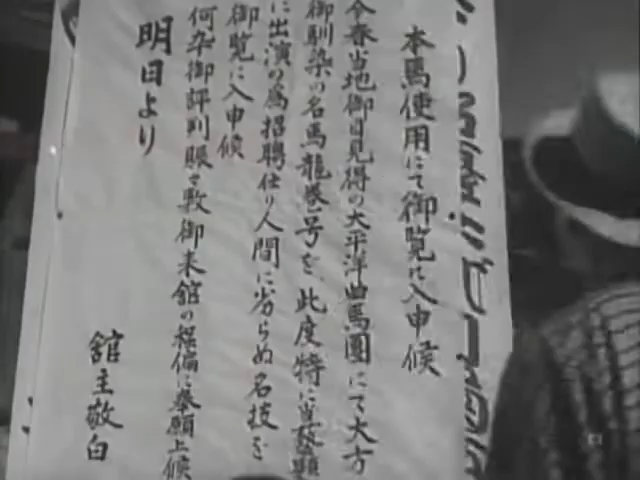 本馬使用にて御覧に入申候
今春当地御目見得の太平洋曲馬團にて大方
御馴染の名馬龍巻号を、此度特に当
に出演の為招聘仕り人間に劣らぬ名技を
御覧に入申候
何卒御評判賑々敷御来館の程偏に奉願上候
明日より
舘主敬白